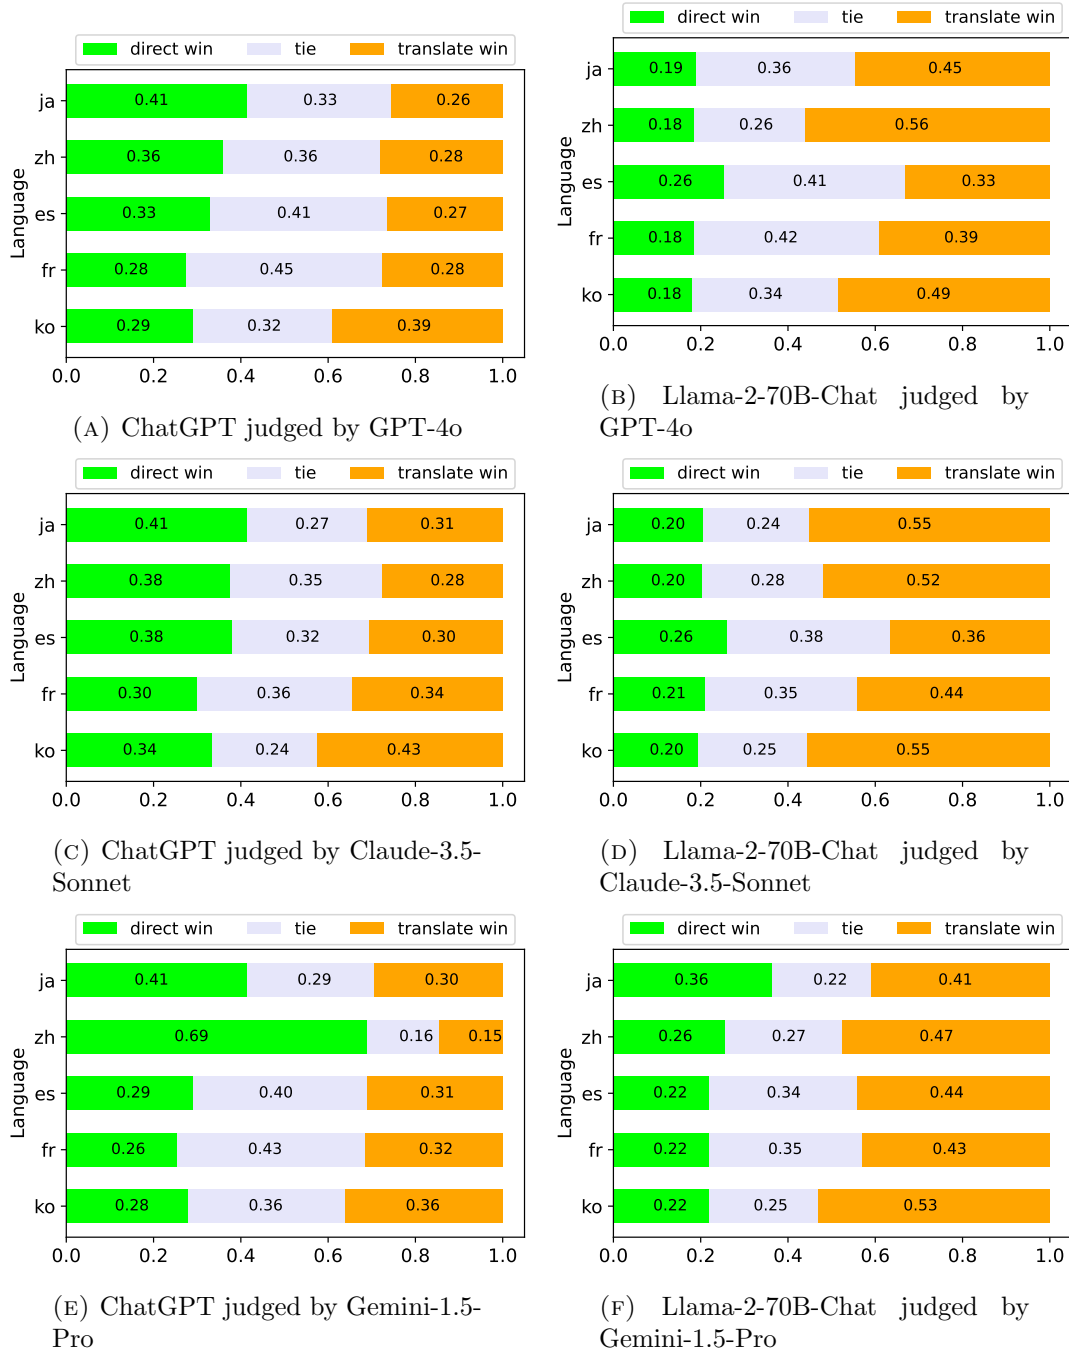 direct win tie translate win
ja 0.41 0.33 0.26
zh 0.36 0.36 0.28
es 0.33 0.41 0.27
fr 0.28 0.45 0.28
ko 0.29 0.32 0.39
Language
0.0 0.2 0.4 0.6 0.8 1.0
(A) ChatGPT judged by GPT-4o
direct win tie translate win
ja 0.19 0.36 0.45
zh 0.18 0.26 0.56
es 0.26 0.41 0.33
fr 0.18 0.42 0.39
ko 0.18 0.34 0.49
Language
0.0 0.2 0.4 0.6 0.8 1.0
(B) Llama-2-70B-Chat judged by
GPT-4o
direct win tie translate win
ja 0.41 0.27 0.31
zh 0.38 0.35 0.28
es 0.38 0.32 0.30
fr 0.30 0.36 0.34
ko 0.34 0.24 0.43
Language
0.0 0.2 0.4 0.6 0.8 1.0
(C) ChatGPT judged by Claude-3.5-
Sonnet
direct win tie translate win
ja 0.20 0.24 0.55
zh 0.20 0.28 0.52
es 0.26 0.38 0.36
fr 0.21 0.35 0.44
ko 0.20 0.25 0.55
Language
0.0 0.2 0.4 0.6 0.8 1.0
(D) Llama-2-70B-Chat judged by
Claude-3.5-Sonnet
direct win tie translate win
ja 0.41 0.29 0.30
zh 0.69 0.16 0.15
es 0.29 0.40 0.31
fr 0.26 0.43 0.32
ko 0.28 0.36 0.36
Language
0.0 0.2 0.4 0.6 0.8 1.0
(E) ChatGPT judged by Gemini-1.5-
Pro
direct win tie translate win
ja 0.36 0.22 0.41
zh 0.26 0.27 0.47
es 0.22 0.34 0.44
fr 0.22 0.35 0.43
ko 0.22 0.25 0.53
Language
0.0 0.2 0.4 0.6 0.8 1.0
(F) Llama-2-70B-Chat judged by
Gemini-1.5-Pro